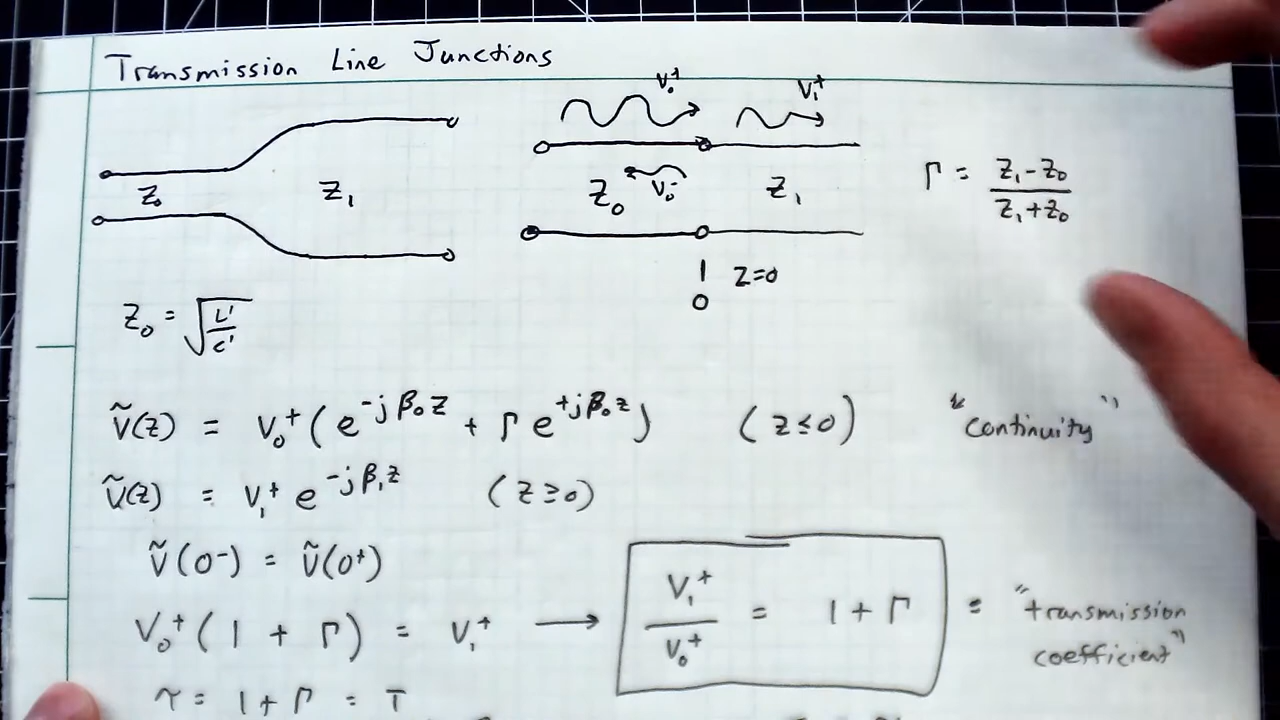 Transmission Line Junctions
V₀⁺ V₁⁺
Z₀ Z₁
V₀⁻
Z₀ Z₁
Γ = (Z₁-Z₀)/(Z₁+Z₀)
z=0
0
Z₀ = √(L'/C')
Ṽ(z) = V₀⁺(e^(-jβ₀z) + Γe^(+jβ₀z)) (z≤0) "continuity"
Ṽ(z) = V₁⁺ e^(-jβ₁z) (z≥0)
Ṽ(0⁻) = Ṽ(0⁺)
V₀⁺(1 + Γ) = V₁⁺ → V₁⁺/V₀⁺ = 1 + Γ = "transmission
coefficient"
τ = 1 + Γ = T